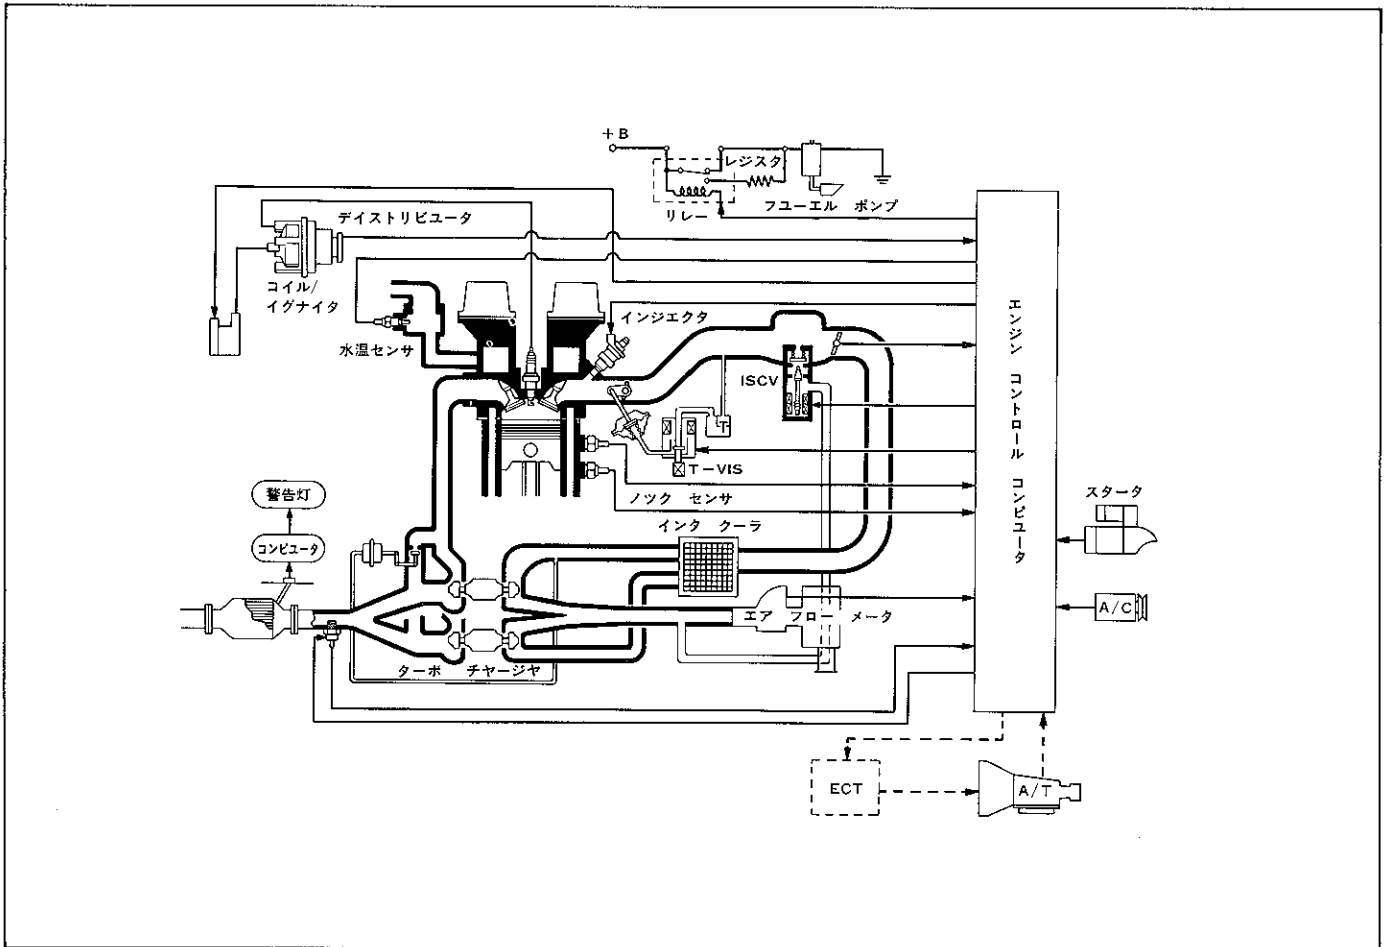 +B
レジスタ
リレー
フユーエル ポンプ
デイストリビユータ
コイル/
イグナイタ
水温センサ
インジエクタ
ISCV
T-VIS
ノツク センサ
インタ クーラ
エンジン コントロール コンピユータ
スタータ
警告灯
コンピユータ
エア フロー メータ
A/C
ターボ チヤージヤ
ECT
A/T